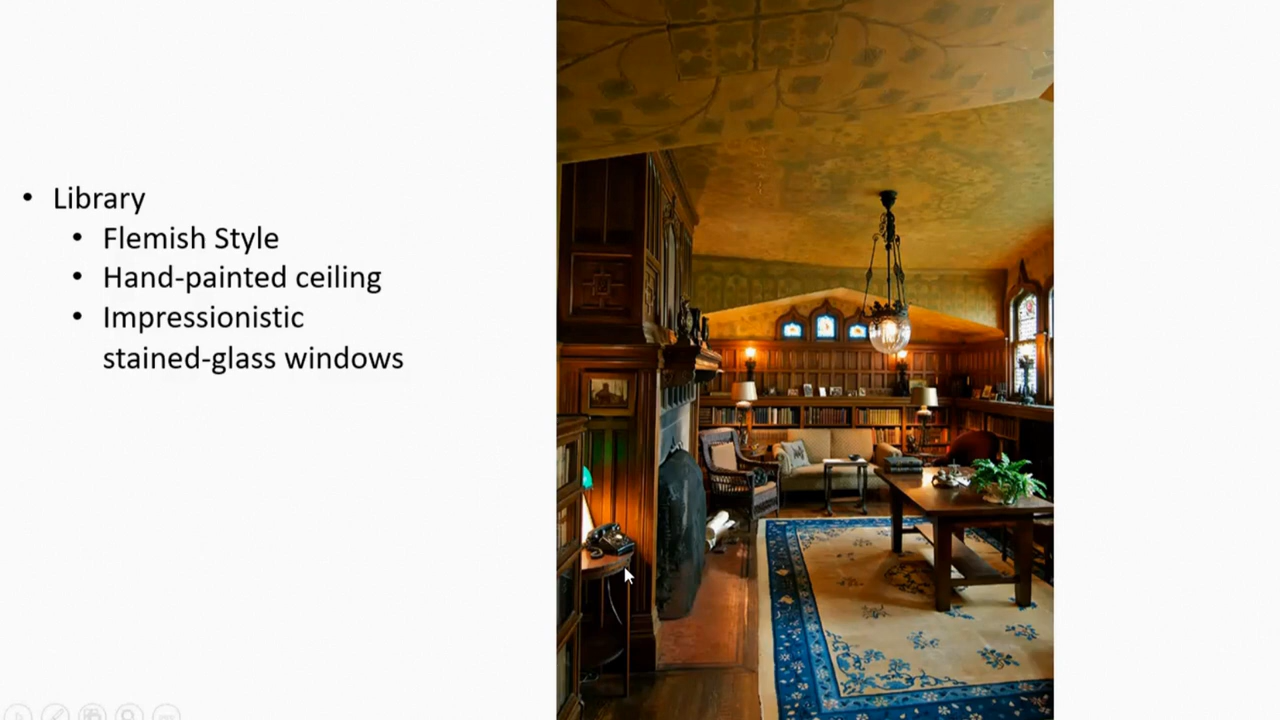 • Library
• Flemish Style
• Hand-painted ceiling
• Impressionistic
stained-glass windows